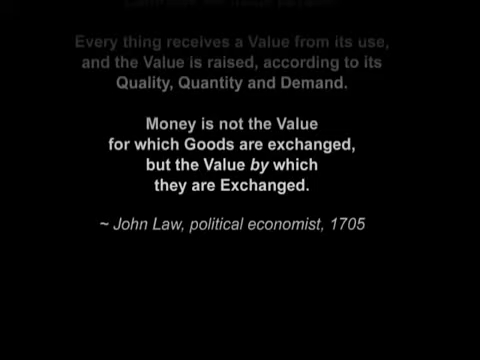 Every thing receives a Value from its use,
and the Value is raised, according to its
Quality, Quantity and Demand.
Money is not the Value
for which Goods are exchanged,
but the Value by which
they are Exchanged.
~ John Law, political economist, 1705